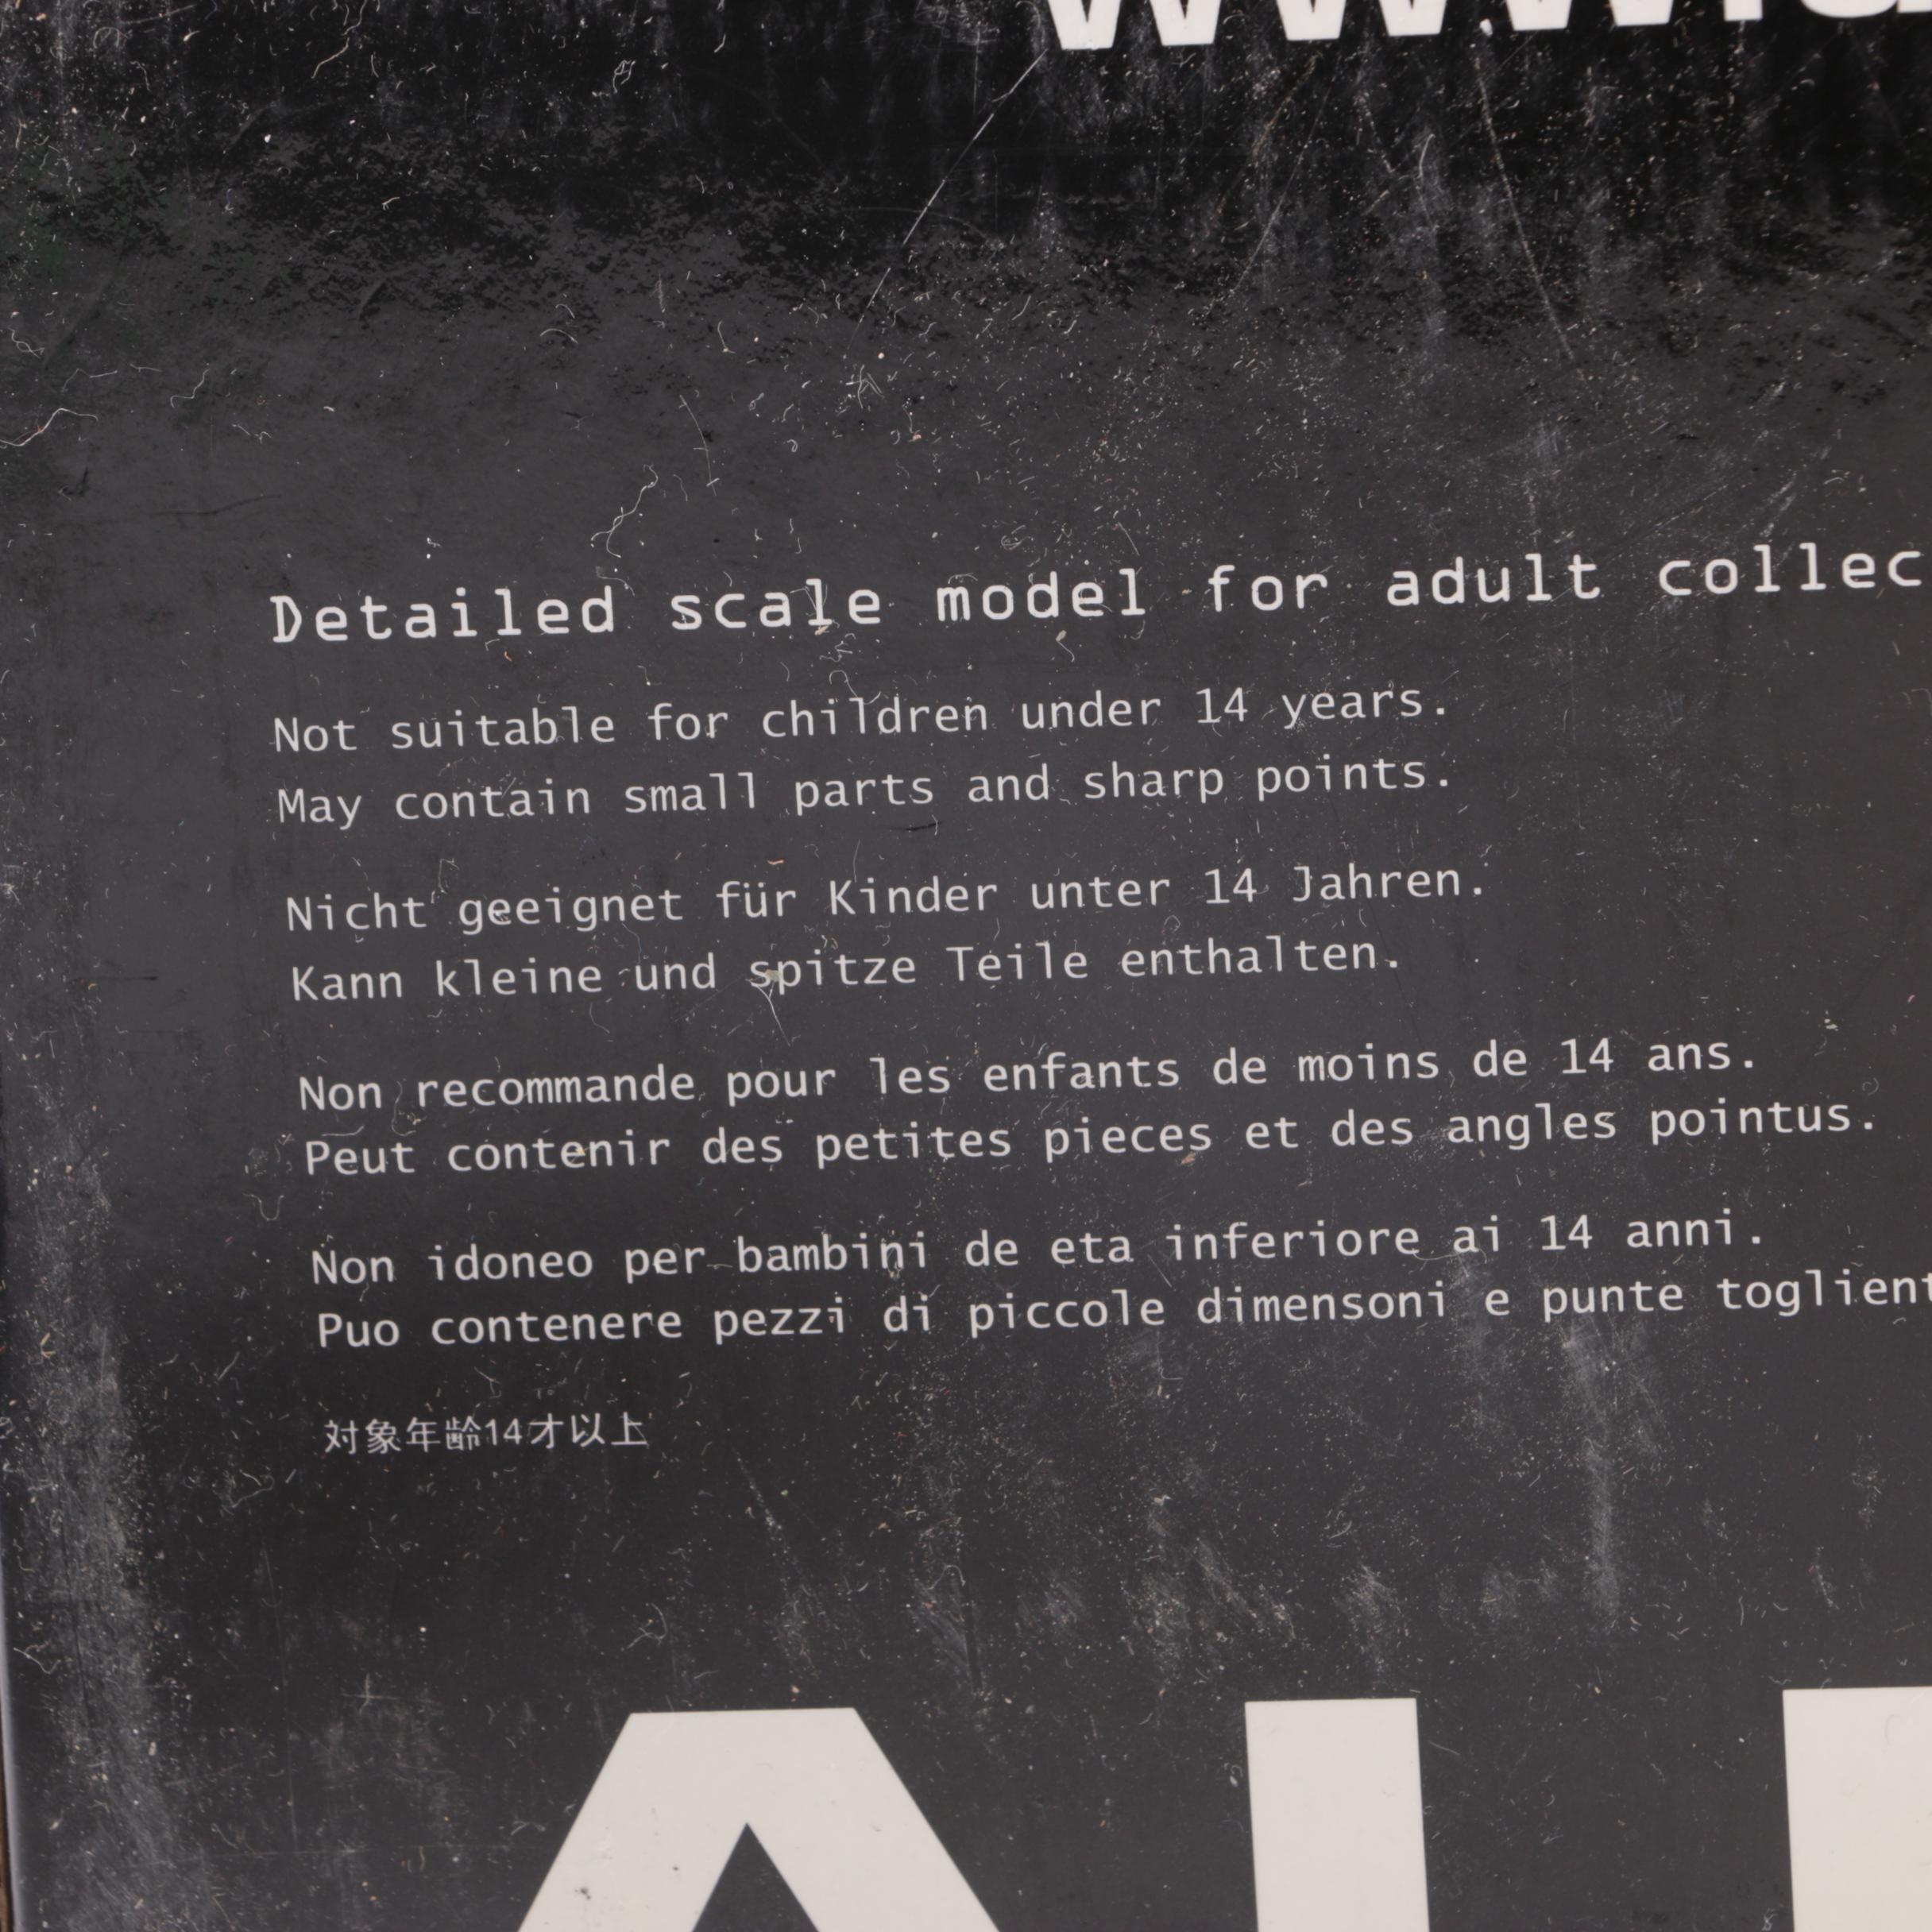 Detailed scale model for adult collec
Not suitable for children under 14 years.
May contain small parts and sharp points.
Nicht geeignet für Kinder unter 14 Jahren.
Kann kleine und spitze Teile enthalten.
Non recommande pour les enfants de moins de 14 ans.
Peut contenir des petites pieces et des angles pointus.
Non idoneo per bambini de eta inferiore ai 14 anni.
Puo contenere pezzi di piccole dimensoni e punte toglient
対象年齢14才以上